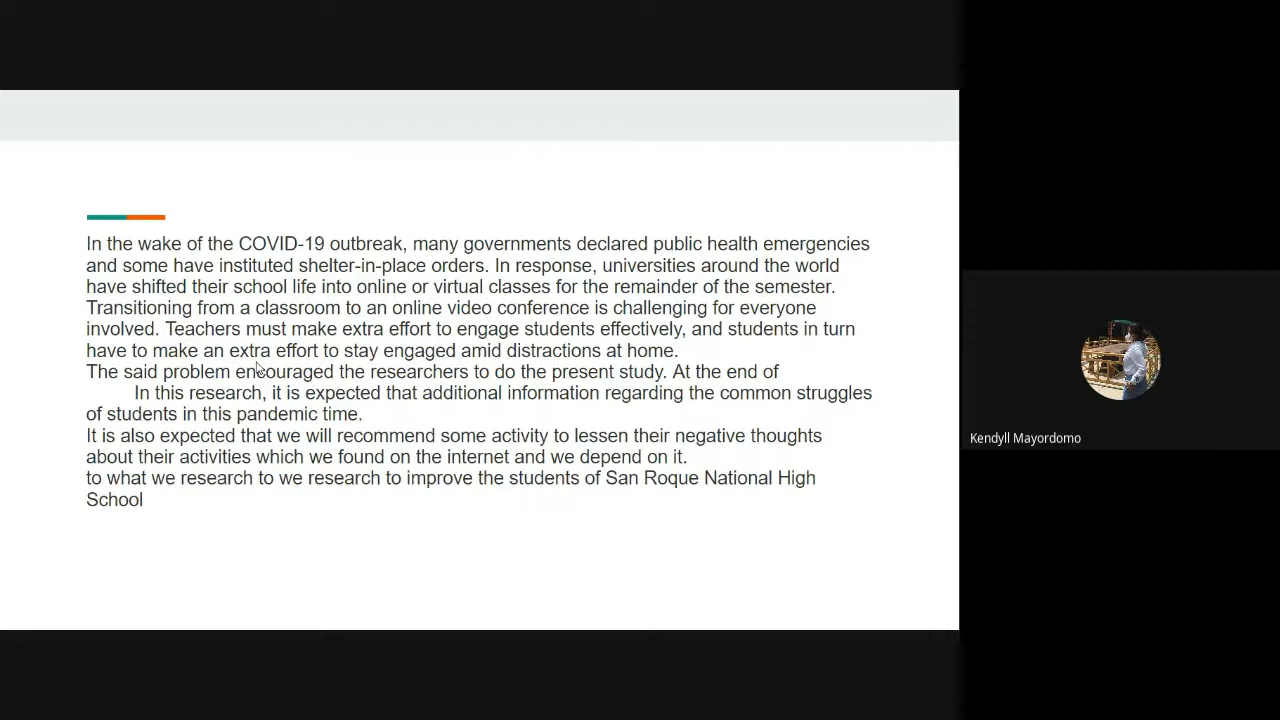 In the wake of the COVID-19 outbreak, many governments declared public health emergencies
and some have instituted shelter-in-place orders. In response, universities around the world
have shifted their school life into online or virtual classes for the remainder of the semester.
Transitioning from a classroom to an online video conference is challenging for everyone
involved. Teachers must make extra effort to engage students effectively, and students in turn
have to make an extra effort to stay engaged amid distractions at home.
The said problem encouraged the researchers to do the present study. At the end of
In this research, it is expected that additional information regarding the common struggles
of students in this pandemic time.
It is also expected that we will recommend some activity to lessen their negative thoughts
about their activities which we found on the internet and we depend on it.
to what we research to we research to improve the students of San Roque National High
School
Kendyll Mayordomo